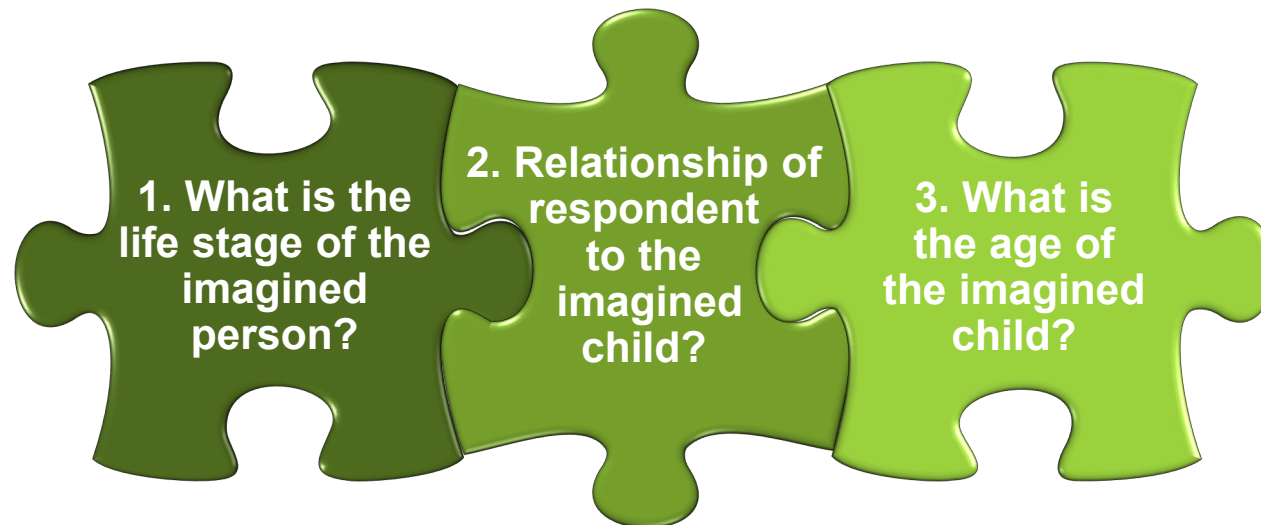 1. What is the
life stage of the
imagined
person?
2. Relationship of
respondent
to the
imagined
child?
3. What is
the age of
the imagined
child?